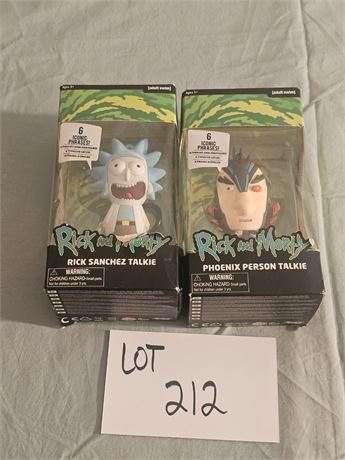 Ages 3+
[adult swim]
6
ICONIC
PHRASES!
Rick and Morty
RICK SANCHEZ TALKIE
WARNING:
CHOKING HAZARD-Small parts.
Not for children under 3 yrs.
Ages 3+
[adult swim]
6
ICONIC
PHRASES!
Rick and Morty
PHOENIX PERSON TALKIE
WARNING:
CHOKING HAZARD-Small parts.
Not for children under 3 yrs.
LOT
212